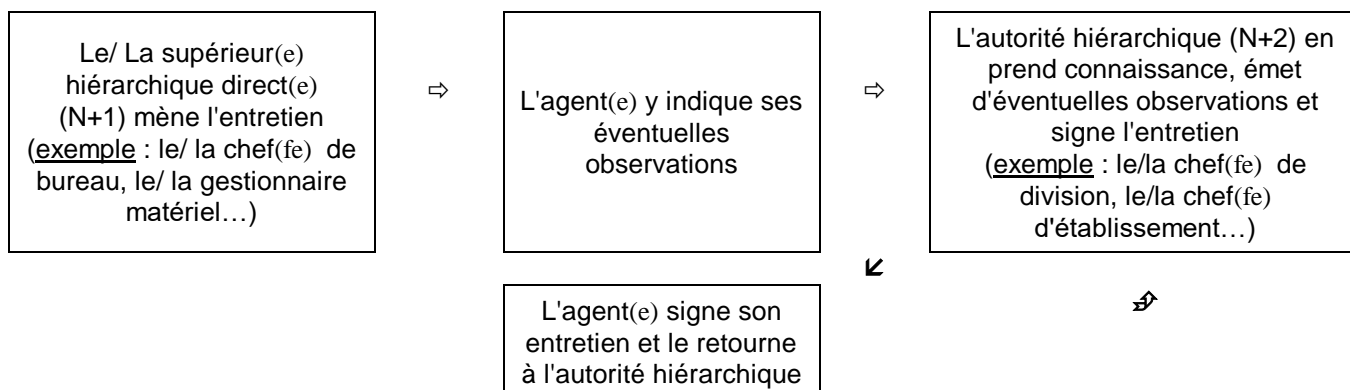 Le/ La supérieur(e)
hiérarchique direct(e)
(N+1) mène l'entretien
(exemple : le/ la chef(fe) de
bureau, le/ la gestionnaire
matériel…)
⇨
L'agent(e) y indique ses
éventuelles
observations
⇨
L'autorité hiérarchique (N+2) en
prend connaissance, émet
d'éventuelles observations et
signe l'entretien
(exemple : le/la chef(fe) de
division, le/la chef(fe)
d'établissement…)
L'agent(e) signe son
entretien et le retourne
à l'autorité hiérarchique